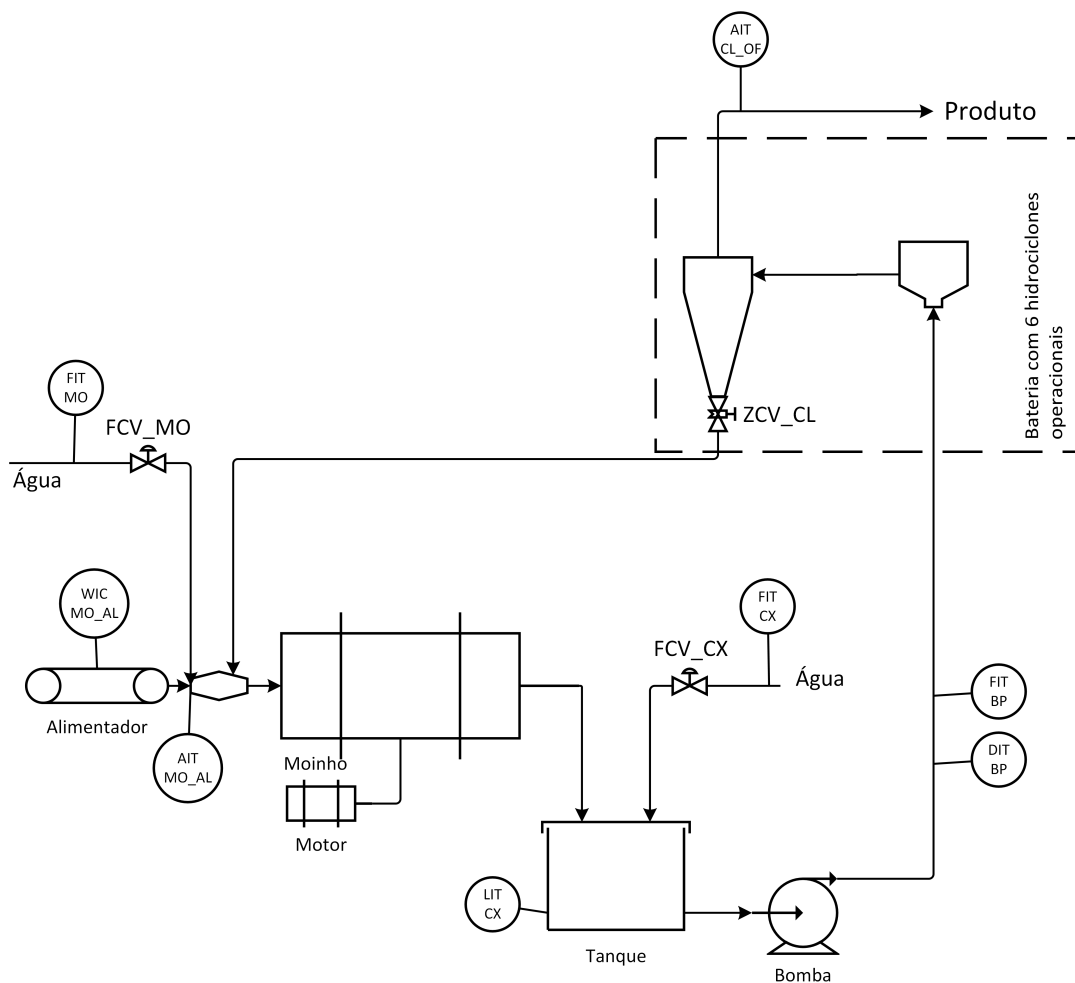 AIT
CL_OF
Produto
Bateria com 6 hidrociclones
operacionais
FIT
MO
FCV_MO
ZCV_CL
Água
WIC
MO_AL
FIT
CX
FCV_CX
Água
FIT
BP
Alimentador
AIT
MO_AL
Moinho
DIT
BP
Motor
LIT
CX
Tanque
Bomba